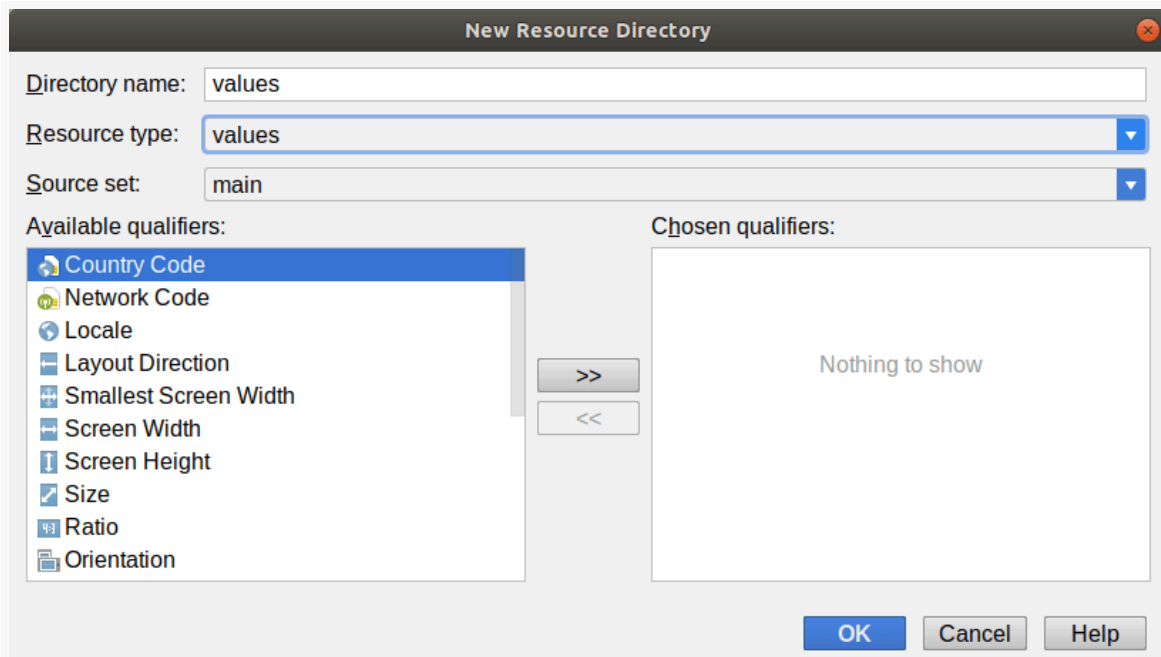 New Resource Directory
Directory name: values
Resource type: values
Source set: main
Available qualifiers:
Chosen qualifiers:
Country Code
Network Code
Locale
Layout Direction
Smallest Screen Width
Screen Width
Screen Height
Size
Ratio
Orientation
>>
<<
Nothing to show
OK
Cancel
Help